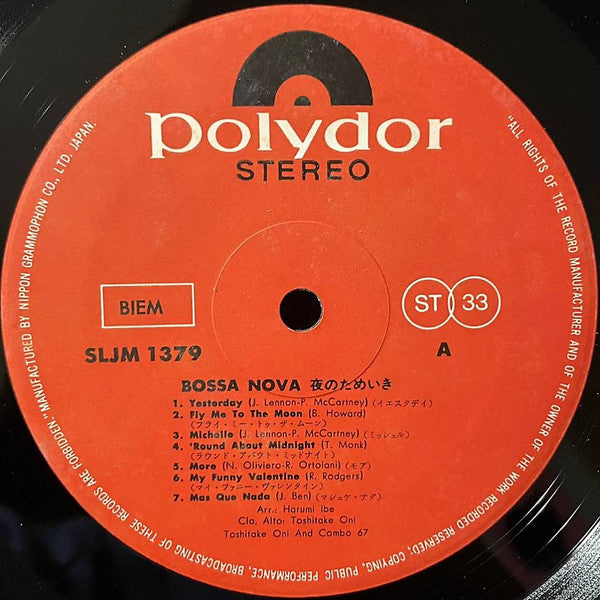 polydor
STEREO
BIEM
ST 33
SLJM 1379
A
BOSSA NOVA 夜のためいき
1. Yesterday (J. Lennon-P. McCartney) (イエスタデイ)
2. Fly Me To The Moon (B. Howard)
(フライ・ミー・トゥ・ザ・ムーン)
3. Michelle (J. Lennon-P. McCartney) (ミッシェル)
4. 'Round About Midnight (T. Monk)
(ラウンド・アバウト・ミッドナイト)
5. More (N. Oliviero-R. Ortolani) (モア)
6. My Funny Valentine (R. Rodgers)
(マイ・ファニー・ヴァレンタイン)
7. Mas Que Nada (J. Ben) (マシュケ・ナダ)
Arr.: Harumi Ibe
Cla, Alto: Toshitake Oni
Toshitake Oni And Combo 67
"ALL RIGHTS OF THE RECORD MANUFACTURER AND OF THE OWNER OF THE WORK RECORDED RESERVED; COPYING, PUBLIC PERFORMANCE, BROADCASTING OF THESE RECORDS ARE FORBIDDEN." MANUFACTURED BY NIPPON GRAMMOPHON CO., LTD. JAPAN.